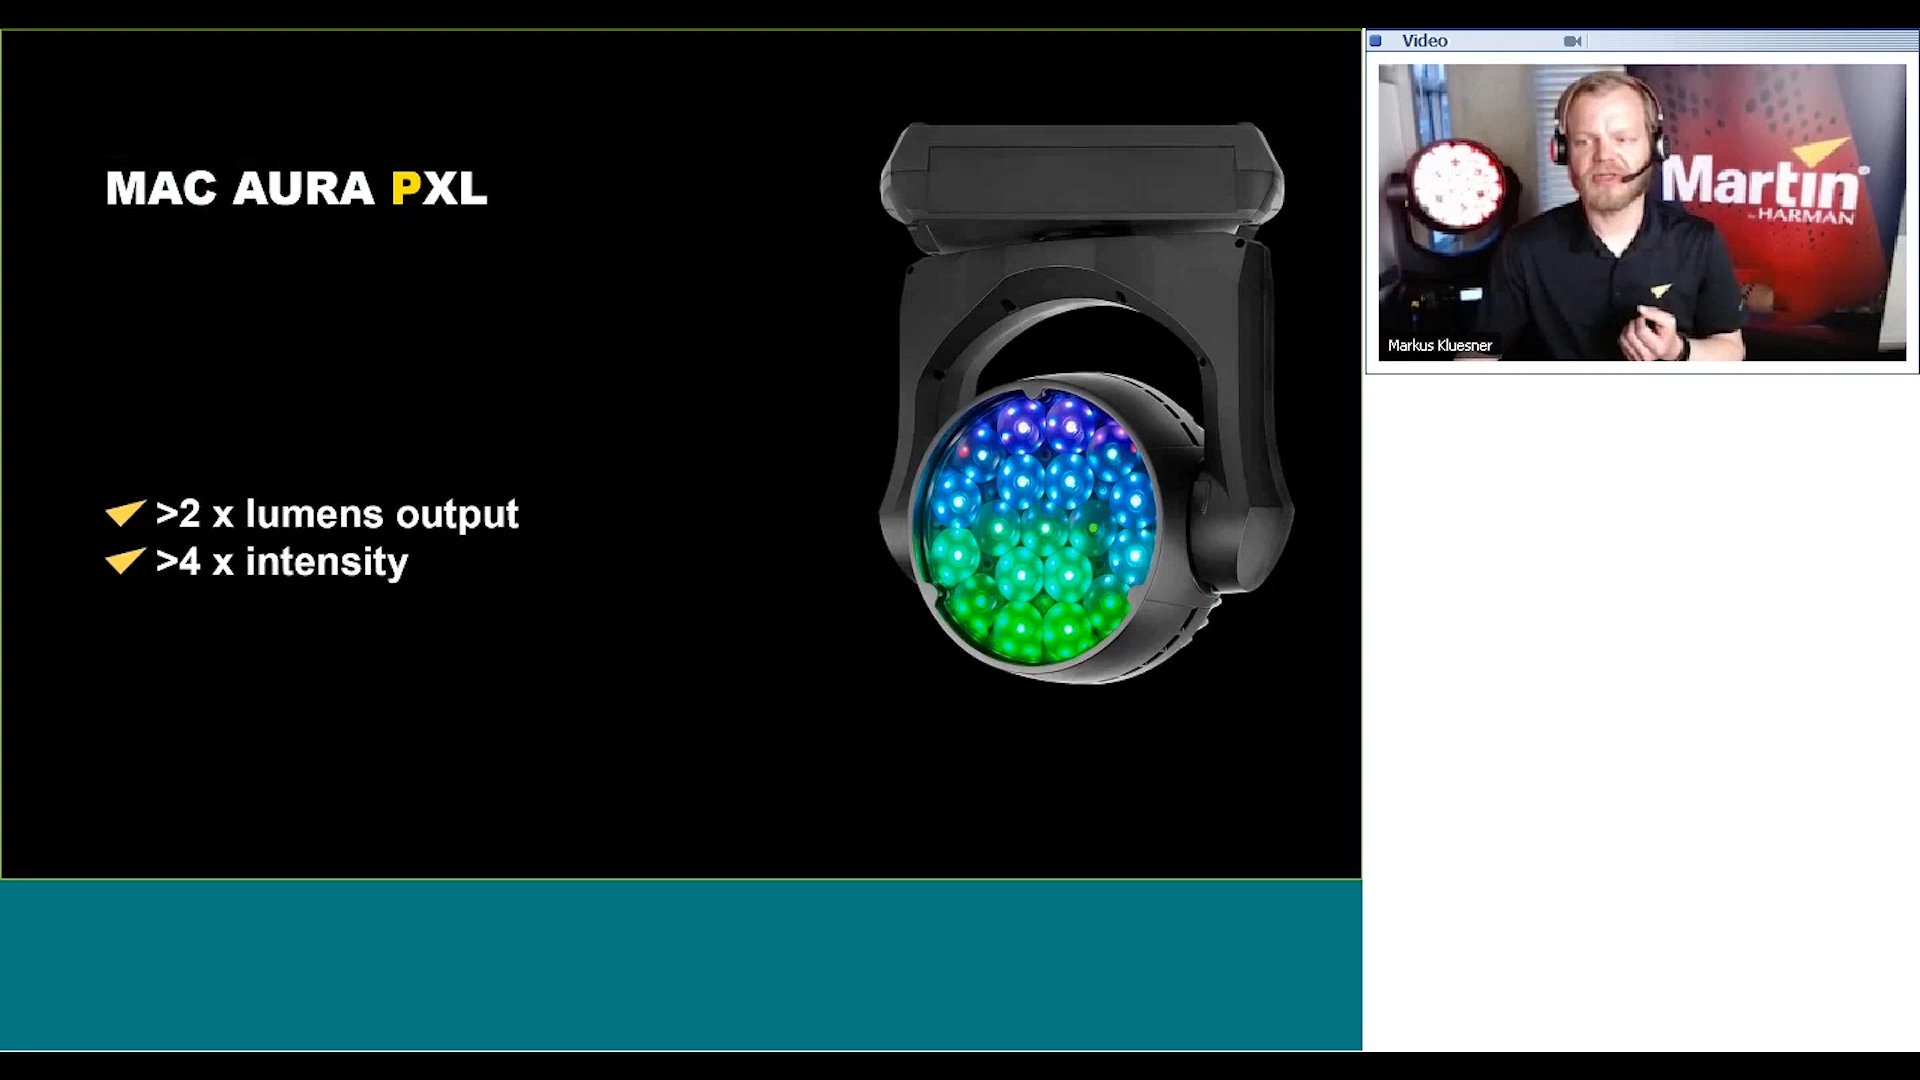 MAC AURA PXL
>2 x lumens output
>4 x intensity
Video
Martin®
by HARMAN
Markus Kluesner